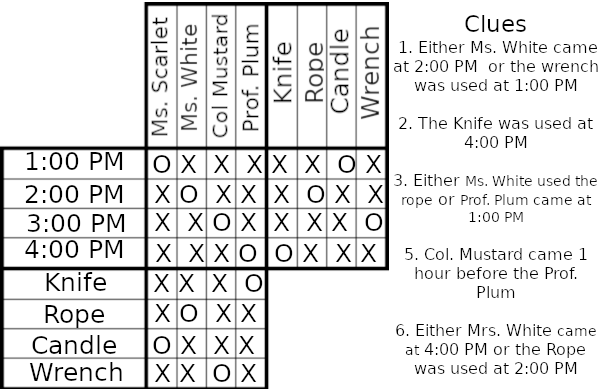 Clues
1. Either Ms. White came
at 2:00 PM or the wrench
was used at 1:00 PM
2. The Knife was used at
4:00 PM
3. Either Ms. White used the
rope or Prof. Plum came at
1:00 PM
5. Col. Mustard came 1
hour before the Prof.
Plum
6. Either Mrs. White came
at 4:00 PM or the Rope
was used at 2:00 PM
Ms. Scarlet Ms. White Col Mustard Prof. Plum Knife Rope Candle Wrench
1:00 PM O X X X X X O X
2:00 PM X O X X X O X X
3:00 PM X X O X X X X O
4:00 PM X X X O O X X X
Knife X X X O
Rope X O X X
Candle O X X X
Wrench X X O X